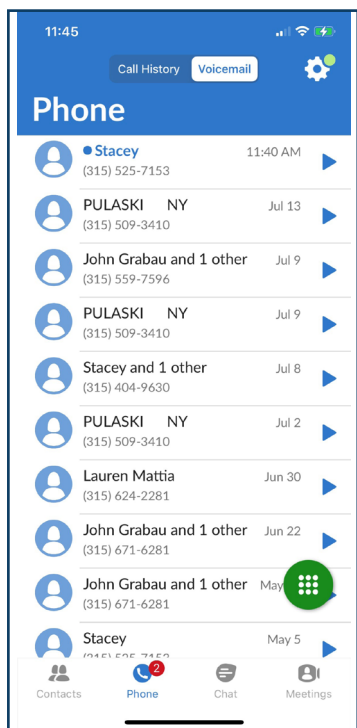 11:45
Call History Voicemail
Phone
Stacey 11:40 AM
(315) 525-7153
PULASKI NY Jul 13
(315) 509-3410
John Grabau and 1 other Jul 9
(315) 559-7596
PULASKI NY Jul 9
(315) 509-3410
Stacey and 1 other Jul 8
(315) 404-9630
PULASKI NY Jul 2
(315) 509-3410
Lauren Mattia Jun 30
(315) 624-2281
John Grabau and 1 other Jun 22
(315) 671-6281
John Grabau and 1 other May
(315) 671-6281
Stacey May 5
(315) 525-7153
2
Contacts Phone Chat Meetings